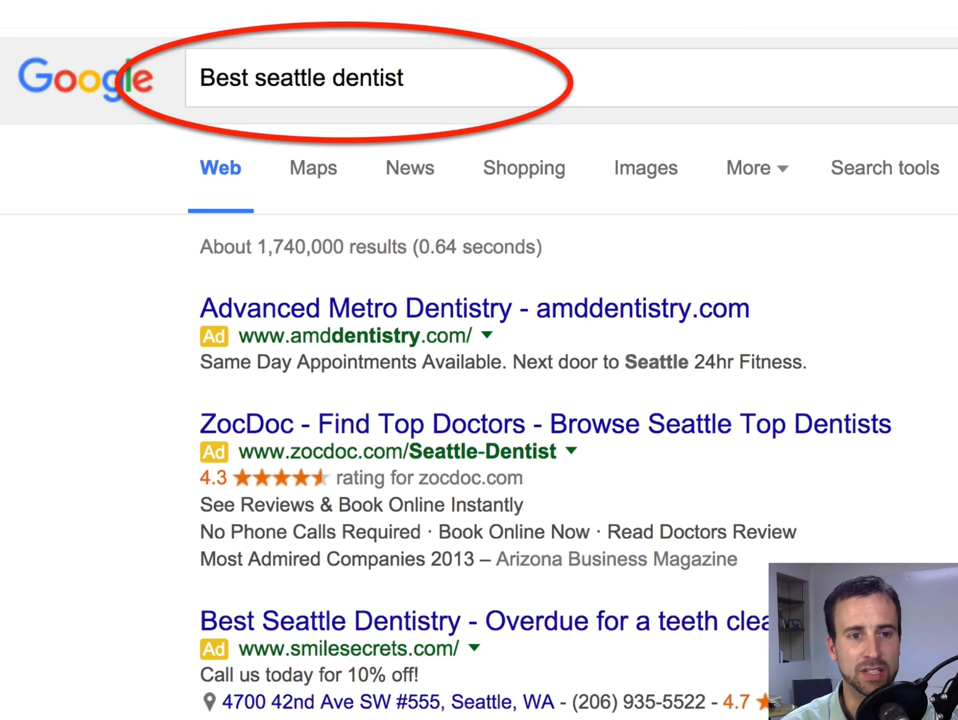 Google Best seattle dentist
Web Maps News Shopping Images More Search tools
About 1,740,000 results (0.64 seconds)
Advanced Metro Dentistry - amddentistry.com
Ad www.amddentistry.com/
Same Day Appointments Available. Next door to Seattle 24hr Fitness.
ZocDoc - Find Top Doctors - Browse Seattle Top Dentists
Ad www.zocdoc.com/Seattle-Dentist
4.3 rating for zocdoc.com
See Reviews & Book Online Instantly
No Phone Calls Required · Book Online Now · Read Doctors Review
Most Admired Companies 2013 – Arizona Business Magazine
Best Seattle Dentistry - Overdue for a teeth clea
Ad www.smilesecrets.com/
Call us today for 10% off!
4700 42nd Ave SW #555, Seattle, WA - (206) 935-5522 - 4.7